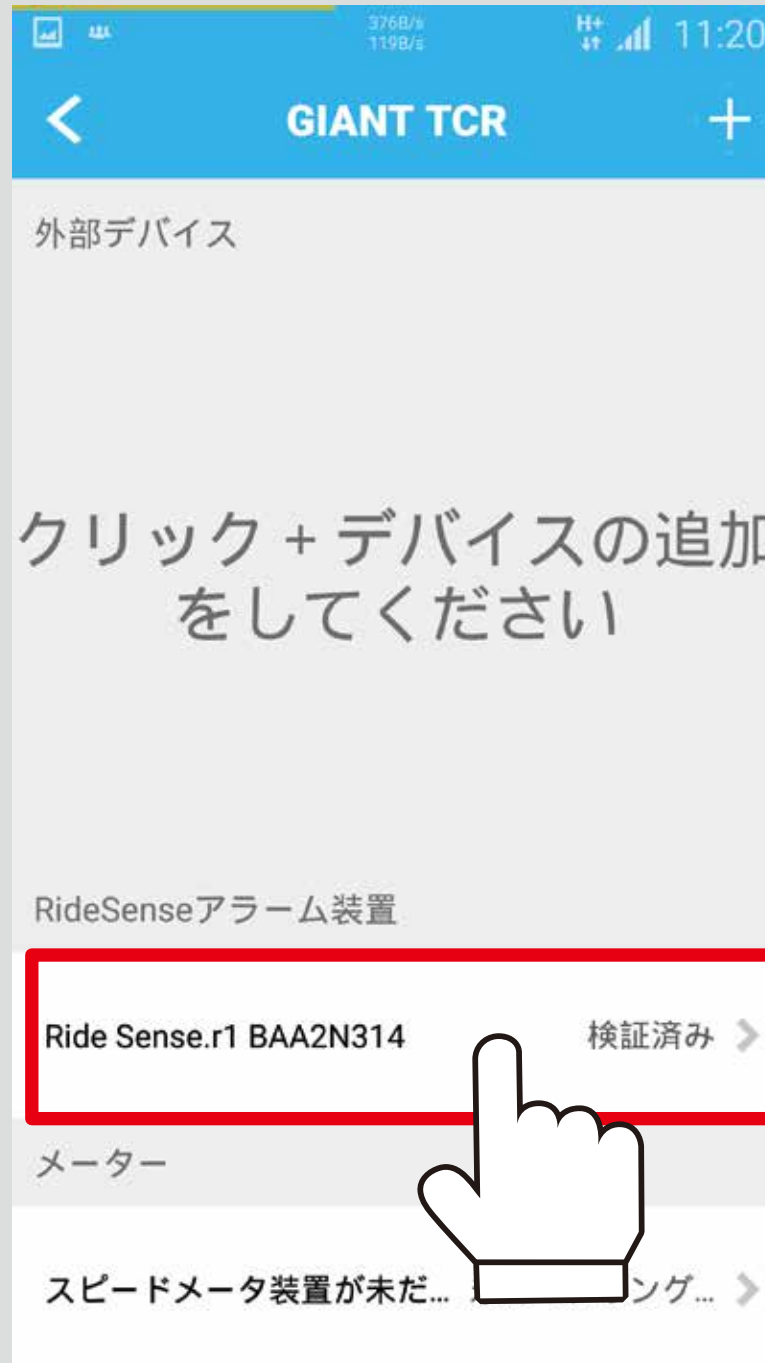 376B/s
119B/s
H+
11:20
GIANT TCR
外部デバイス
クリック + デバイスの追加
をしてください
RideSenseアラーム装置
Ride Sense.r1 BAA2N314 検証済み
メーター
スピードメータ装置が未だ... ング...